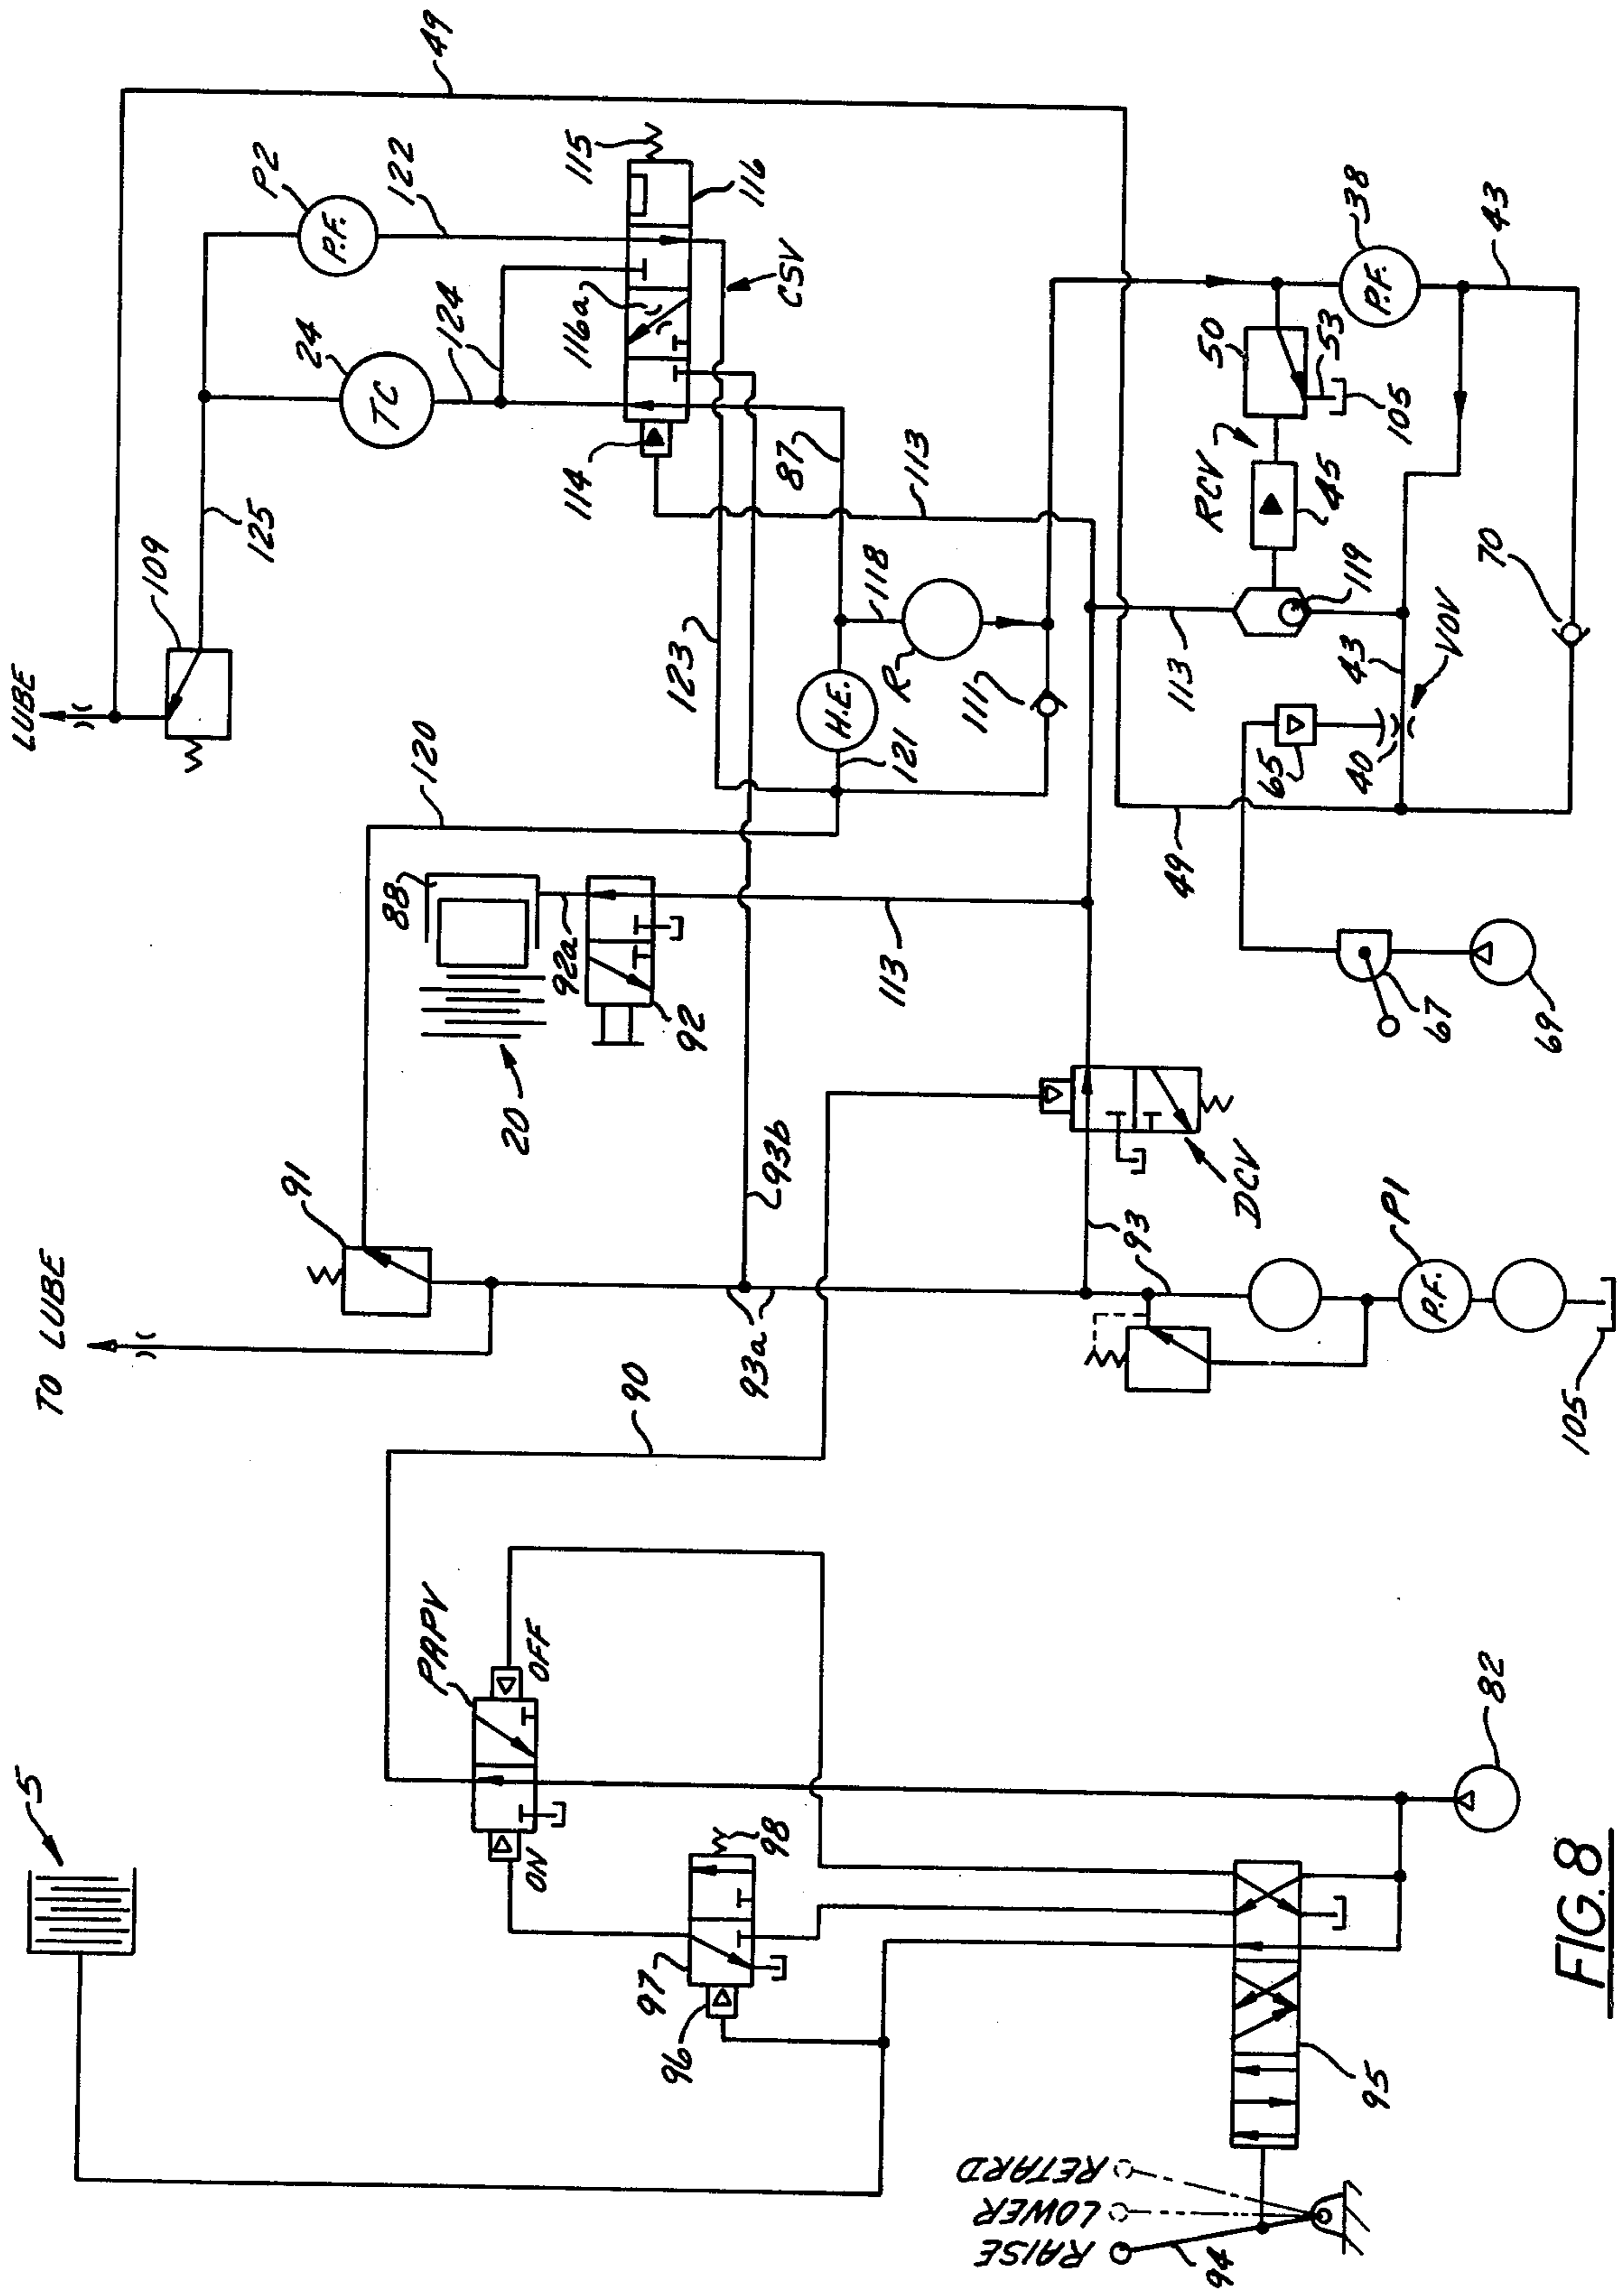 LUBE
49
P2
P.F.
122
24
TC
124
125
109
115
116
116a
CSV
114
123
120
87
118
H.E.
R
121
111
113
38
P.F.
43
50
53
105
RCV
45
119
113
43
VOV
70
65
40
49
67
69
88
92a
92
20
113
TO LUBE
91
93b
93a
93
DCV
P1
P.F.
105
90
PAPV
OFF
ON
5
98
97
96
82
95
RAISE
LOWER
RETARD
94
FIG. 8